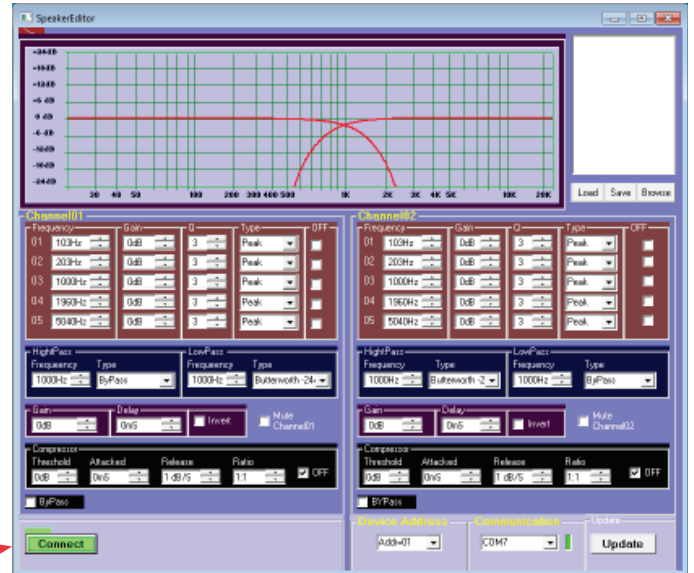 SpeakerEditor
0 dB
-6 dB
20 40 50 100 200 300 400 500 1K 2K 3K 4K 5K 10K 20K
Load Save Browse
Channel01
Frequency Gain Q Type OFF
01 103Hz 0dB 3 Peak
02 203Hz 0dB 3 Peak
03 1000Hz 0dB 3 Peak
04 1960Hz 0dB 3 Peak
05 5040Hz 0dB 3 Peak
HightPass LowPass
Frequency Type Frequency Type
1000Hz ByPass 1000Hz Butterworth -24
Gain Delay
0dB 0mS Invert Mute
Channel01
Compressor
Threshold Attacked Release Ratio
0dB 0mS 1 dB/S 1:1 OFF
ByPass
Connect
Channel02
Frequency Gain Q Type OFF
01 103Hz 0dB 3 Peak
02 203Hz 0dB 3 Peak
03 1000Hz 0dB 3 Peak
04 1960Hz 0dB 3 Peak
05 5040Hz 0dB 3 Peak
HightPass LowPass
Frequency Type Frequency Type
1000Hz Butterworth -2 1000Hz ByPass
Gain Delay
0dB 0mS Invert Mute
Channel02
Compressor
Threshold Attacked Release Ratio
0dB 0mS 1 dB/S 1:1 OFF
BYPass
Device Address Communication Update
Addr=01 COM7 Update